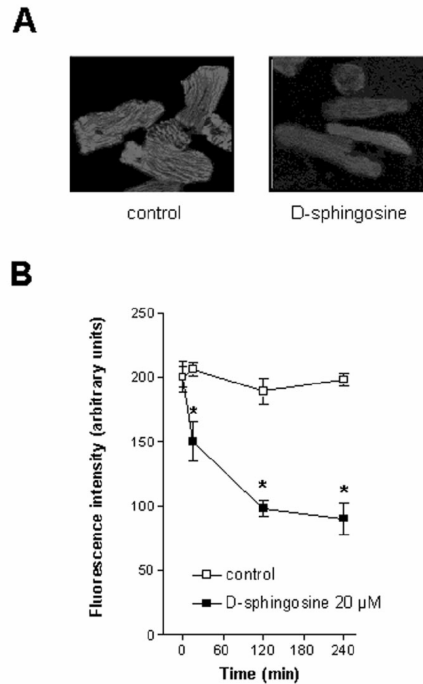 A
control
D-sphingosine
B
Fluorescence intensity (arbitrary units)
250
200
150
100
50
0
*
*
*
control
D-sphingosine 20 µM
0
60
120
180
240
Time (min)